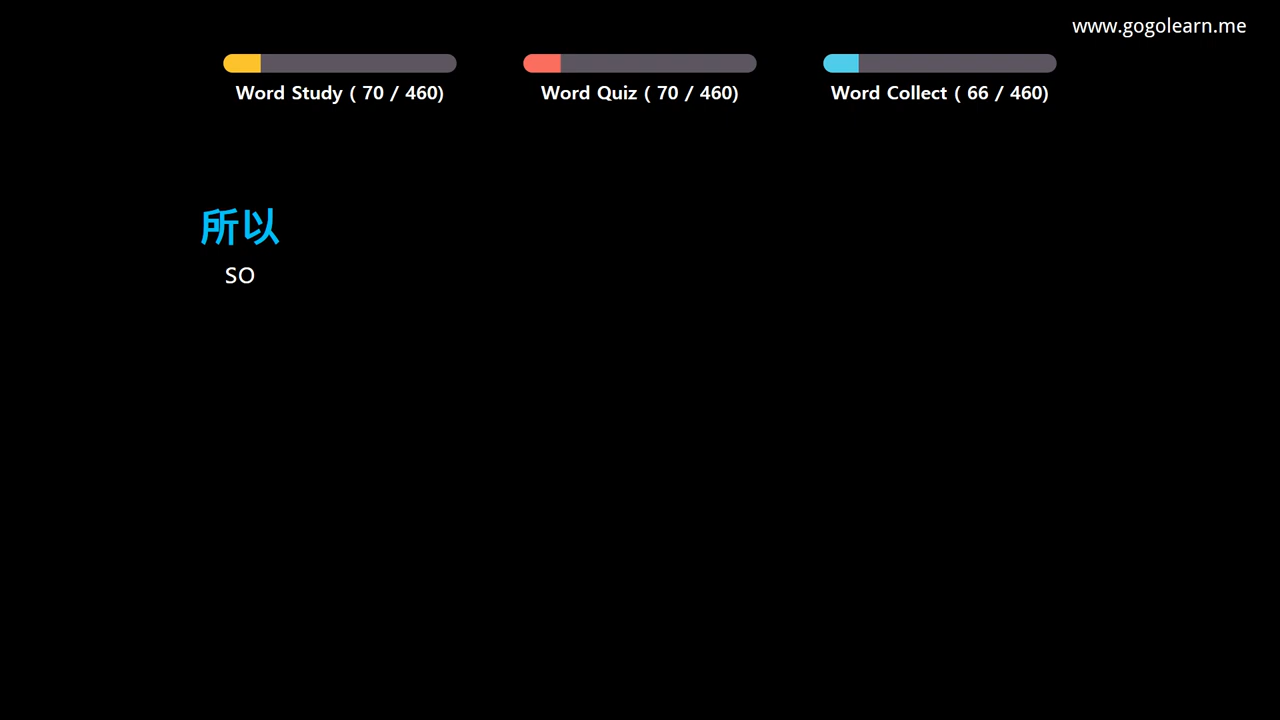 www.gogolearn.me
Word Study ( 70 / 460)
Word Quiz ( 70 / 460)
Word Collect ( 66 / 460)
所以
so